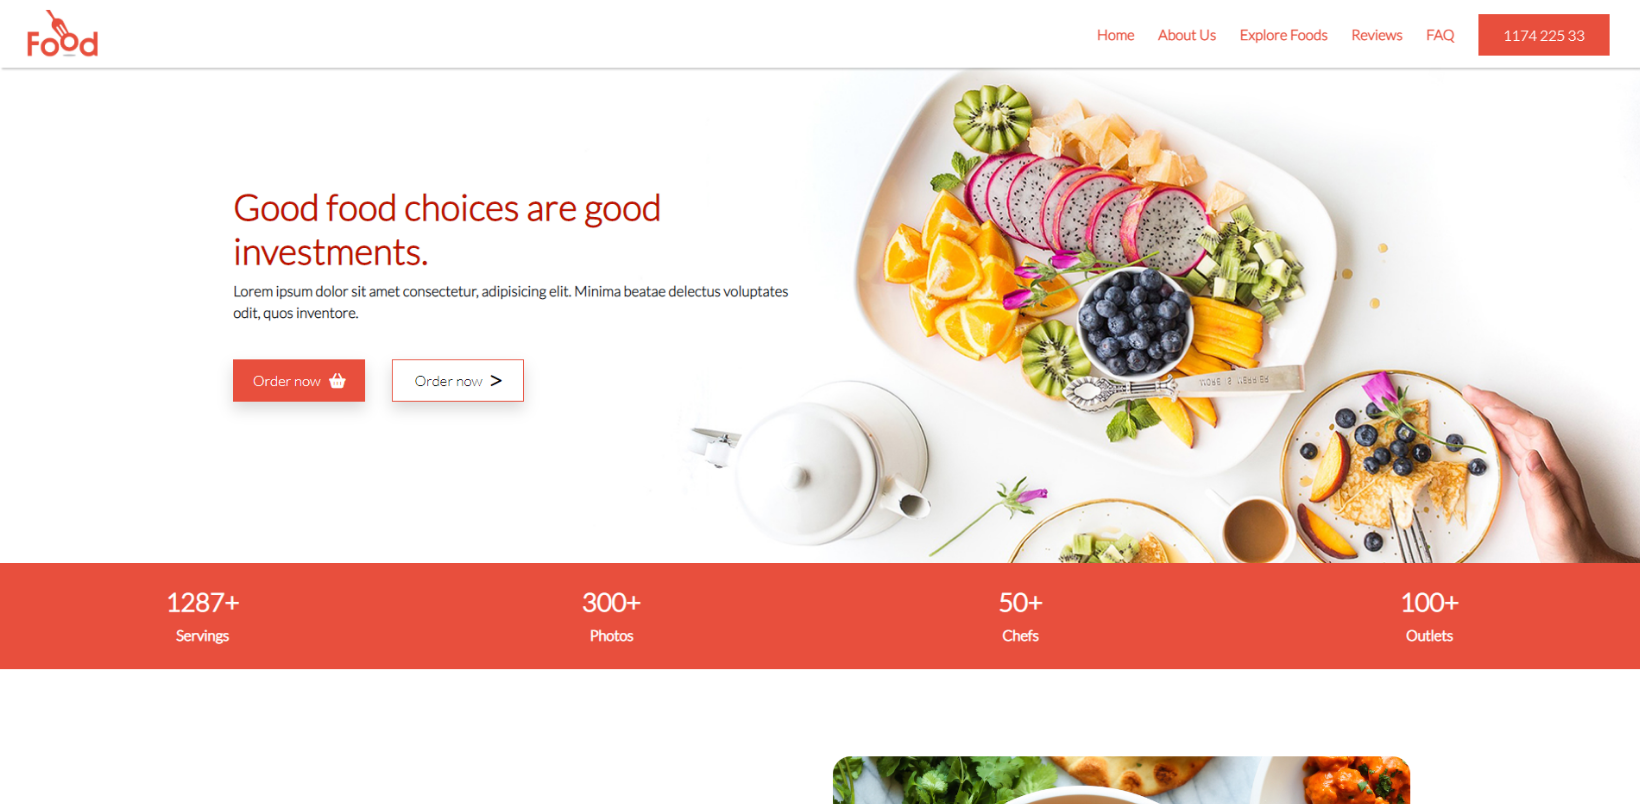 Food
Home
About Us
Explore Foods
Reviews
FAQ
1174 225 33
Good food choices are good
investments.
Lorem ipsum dolor sit amet consectetur, adipisicing elit. Minima beatae delectus voluptates
odit, quos inventore.
Order now
Order now >
1287+
Servings
300+
Photos
50+
Chefs
100+
Outlets